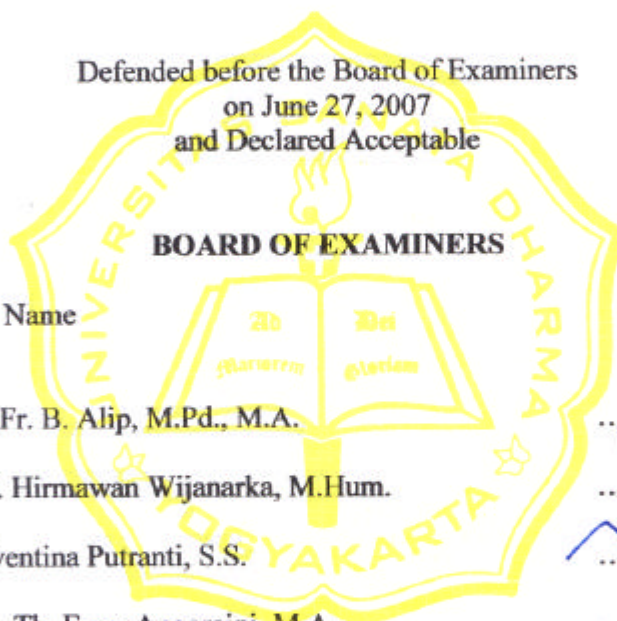 Defended before the Board of Examiners
on June 27, 2007
and Declared Acceptable
BOARD OF EXAMINERS
Name
Fr. B. Alip, M.Pd., M.A.
. Hirmawan Wijanarka, M.Hum.
ventina Putranti, S.S.
M.A.
UNIVERSITAS SANATA DHARMA
YOGYAKARTA
Ad Dei
Maiorem Gloriam